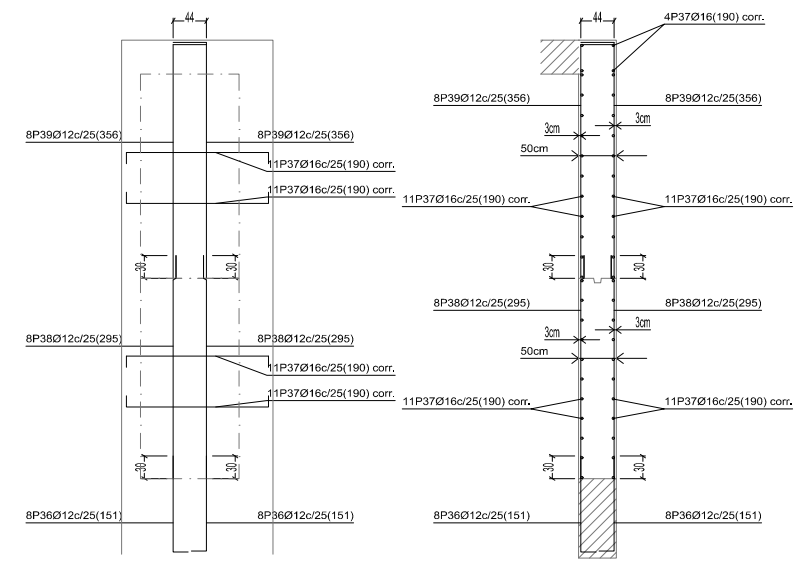 44
8P39Ø12c/25(356)
8P39Ø12c/25(356)
11P37Ø16c/25(190) corr.
11P37Ø16c/25(190) corr.
30
30
8P38Ø12c/25(295)
8P38Ø12c/25(295)
11P37Ø16c/25(190) corr.
11P37Ø16c/25(190) corr.
30
30
8P36Ø12c/25(151)
8P36Ø12c/25(151)
44
4P37Ø16(190) corr.
8P39Ø12c/25(356)
8P39Ø12c/25(356)
3cm
3cm
50cm
11P37Ø16c/25(190) corr.
11P37Ø16c/25(190) corr.
30
30
8P38Ø12c/25(295)
8P38Ø12c/25(295)
3cm
3cm
50cm
11P37Ø16c/25(190) corr.
11P37Ø16c/25(190) corr.
30
30
8P36Ø12c/25(151)
8P36Ø12c/25(151)